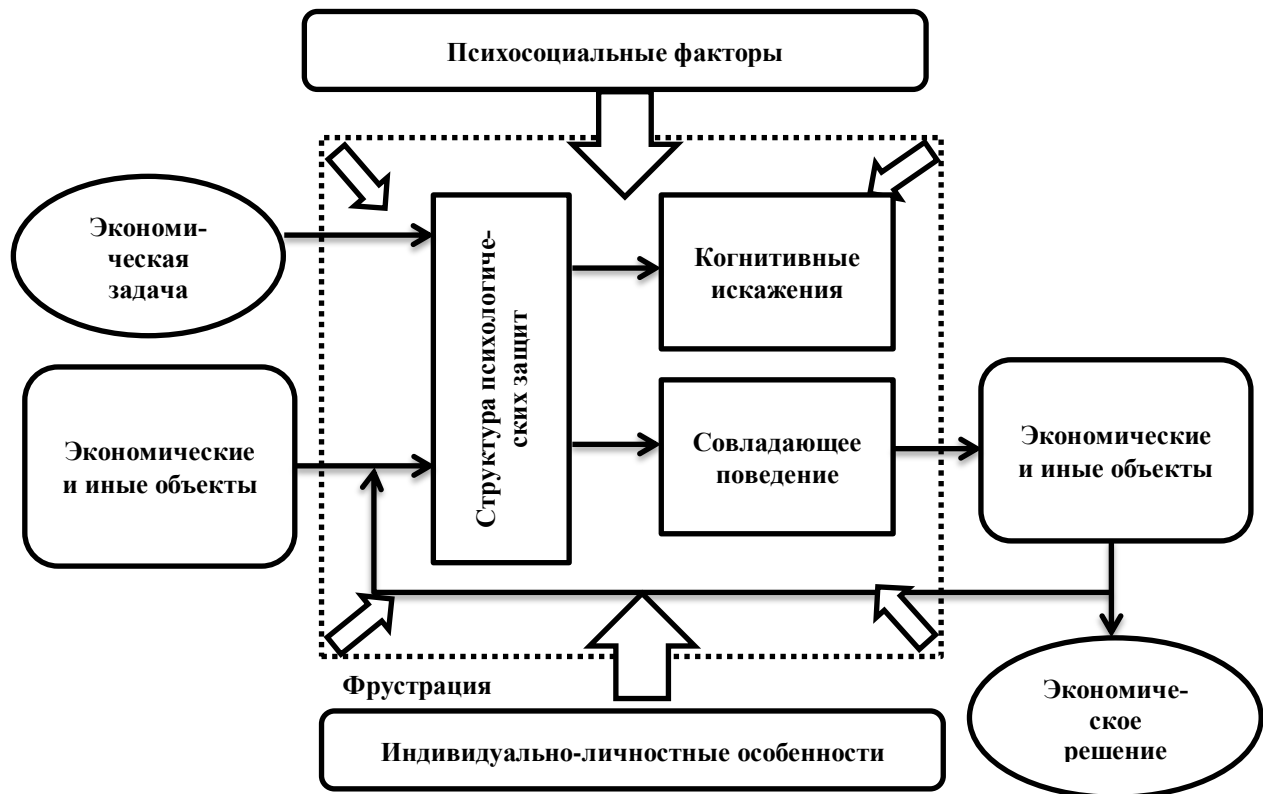 Психосоциальные факторы
Экономи-
ческая
задача
Экономические
и иные объекты
Структура психологиче-
ских защит
Когнитивные
искажения
Совладающее
поведение
Экономические
и иные объекты
Фрустрация
Индивидуально-личностные особенности
Экономиче-
ское
решение